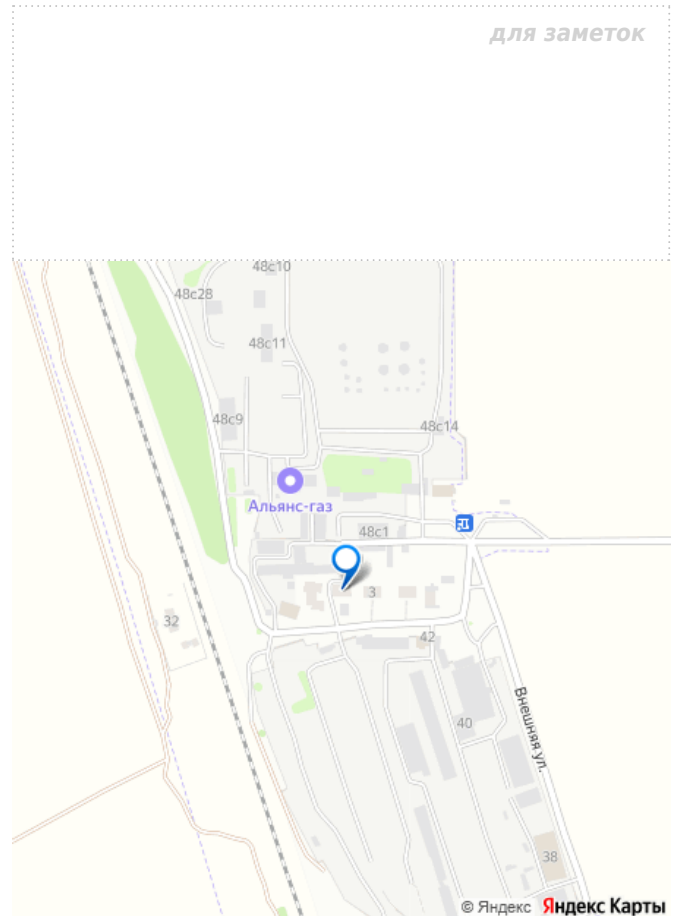 для заметок
48с10
48с28
48с11
48с9
48с14
Альянс-газ
48с1
3
32
42
Внешняя ул.
40
38
© Яндекс Яндекс Карты